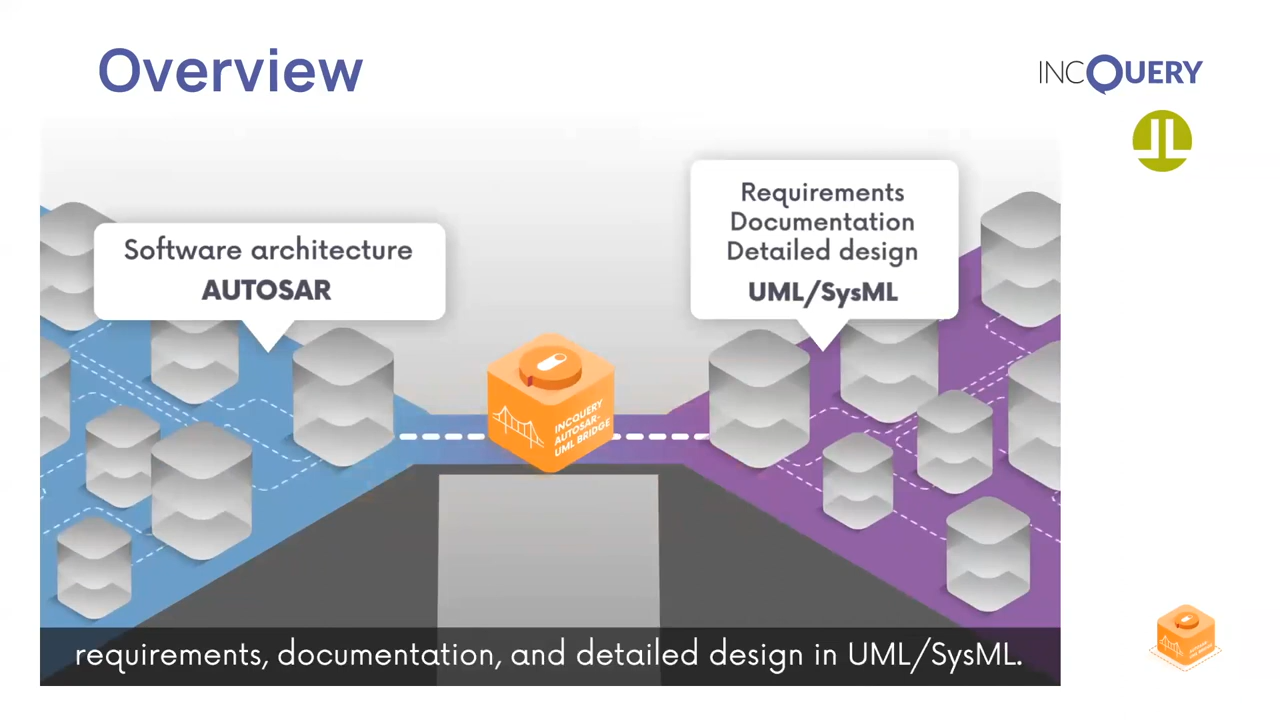 Overview
INCQUERY
Software architecture
AUTOSAR
Requirements
Documentation
Detailed design
UML/SysML
INCQUERY
AUTOSAR-
UML BRIDGE
requirements, documentation, and detailed design in UML/SysML.